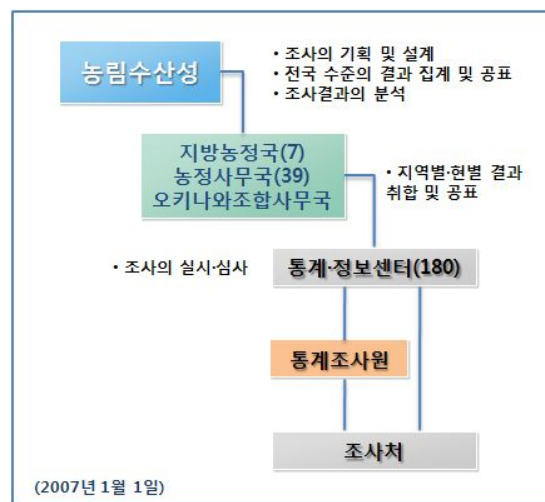 농림수산성
• 조사의 기획 및 설계
• 전국 수준의 결과 집계 및 공표
• 조사결과의 분석
지방농정국(7)
농정사무국(39)
오키나와조합사무국
• 지역별·현별 결과
취합 및 공표
• 조사의 실시·심사
통계·정보센터(180)
통계조사원
조사처
(2007년 1월 1일)